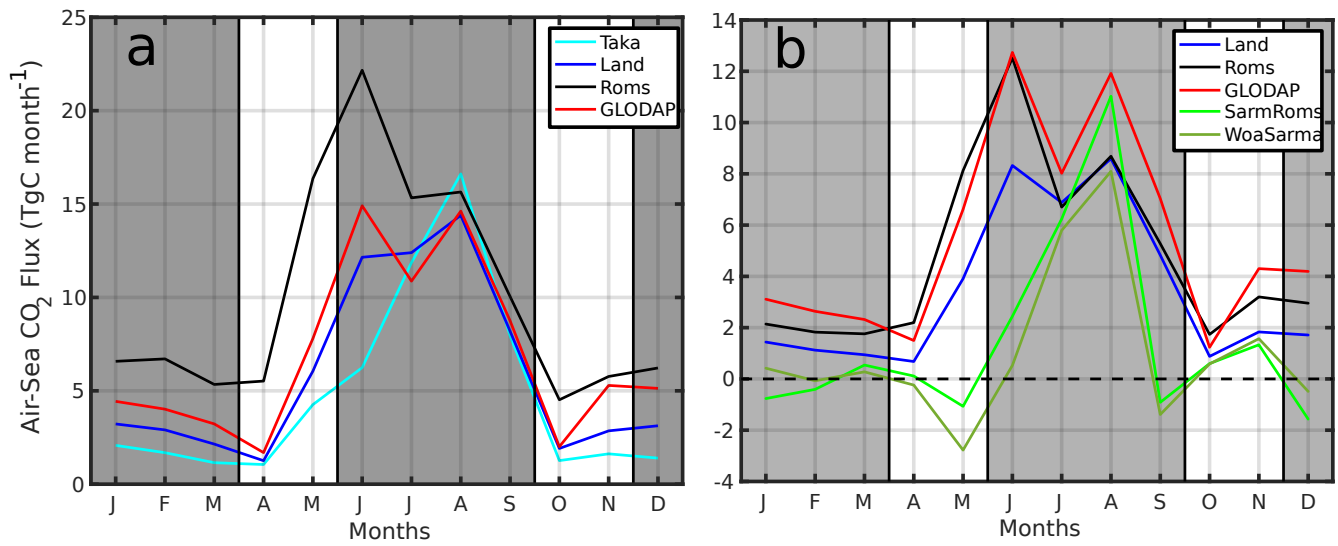 a
Taka
Land
Roms
GLODAP
25
20
15
10
5
0
Air-Sea CO2 Flux (TgC month-1)
J F M A M J J A S O N D
Months
b
Land
Roms
GLODAP
SarmRoms
WoaSarma
14
12
10
8
6
4
2
0
-2
-4
J F M A M J J A S O N D
Months